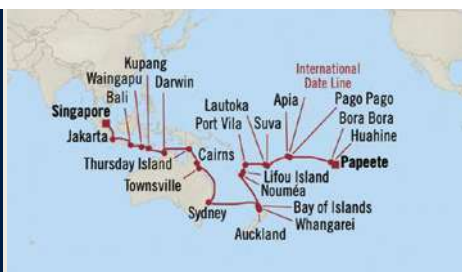 Kupang
Waingapu
Darwin
Bali
Singapore
Jakarta
Thursday Island
Townsville
Cairns
Sydney
International
Date Line
Lautoka
Apia
Pago Pago
Port Vila
Suva
Bora Bora
Huahine
Papeete
Lifou Island
Nouméa
Bay of Islands
Whangarei
Auckland